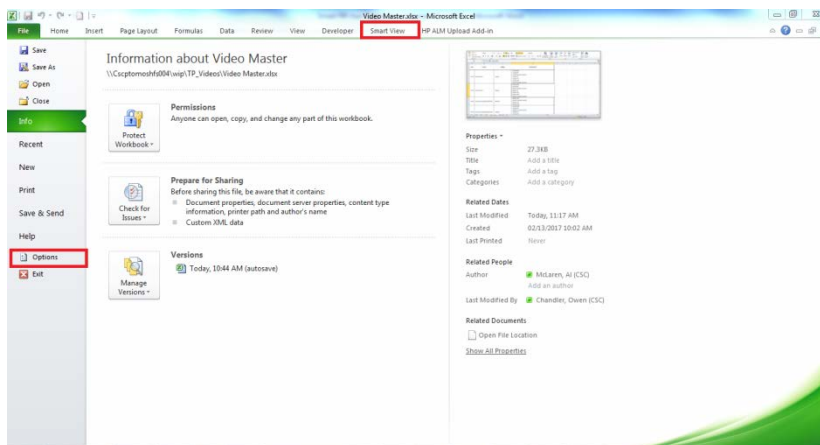 Video Master.xlsx - Microsoft Excel
File Home Insert Page Layout Formulas Data Review View Developer Smart View HP ALM Upload Add-in
Save
Save As
Open
Close
Info
Recent
New
Print
Save & Send
Help
Options
Exit
Information about Video Master
\\Cscptomoshfs004\wip\TP_Videos\Video Master.xlsx
Protect
Workbook
Permissions
Anyone can open, copy, and change any part of this workbook.
Check for
Issues
Prepare for Sharing
Before sharing this file, be aware that it contains:
Document properties, document server properties, content type
information, printer path and author's name
Custom XML data
Manage
Versions
Versions
Today, 10:44 AM (autosave)
Properties
Size 27.3KB
Title Add a title
Tags Add a tag
Categories Add a category
Related Dates
Last Modified Today, 11:17 AM
Created 02/13/2017 10:02 AM
Last Printed Never
Related People
Author McLaren, Al (CSC)
Add an author
Last Modified By Chandler, Owen (CSC)
Related Documents
Open File Location
Show All Properties